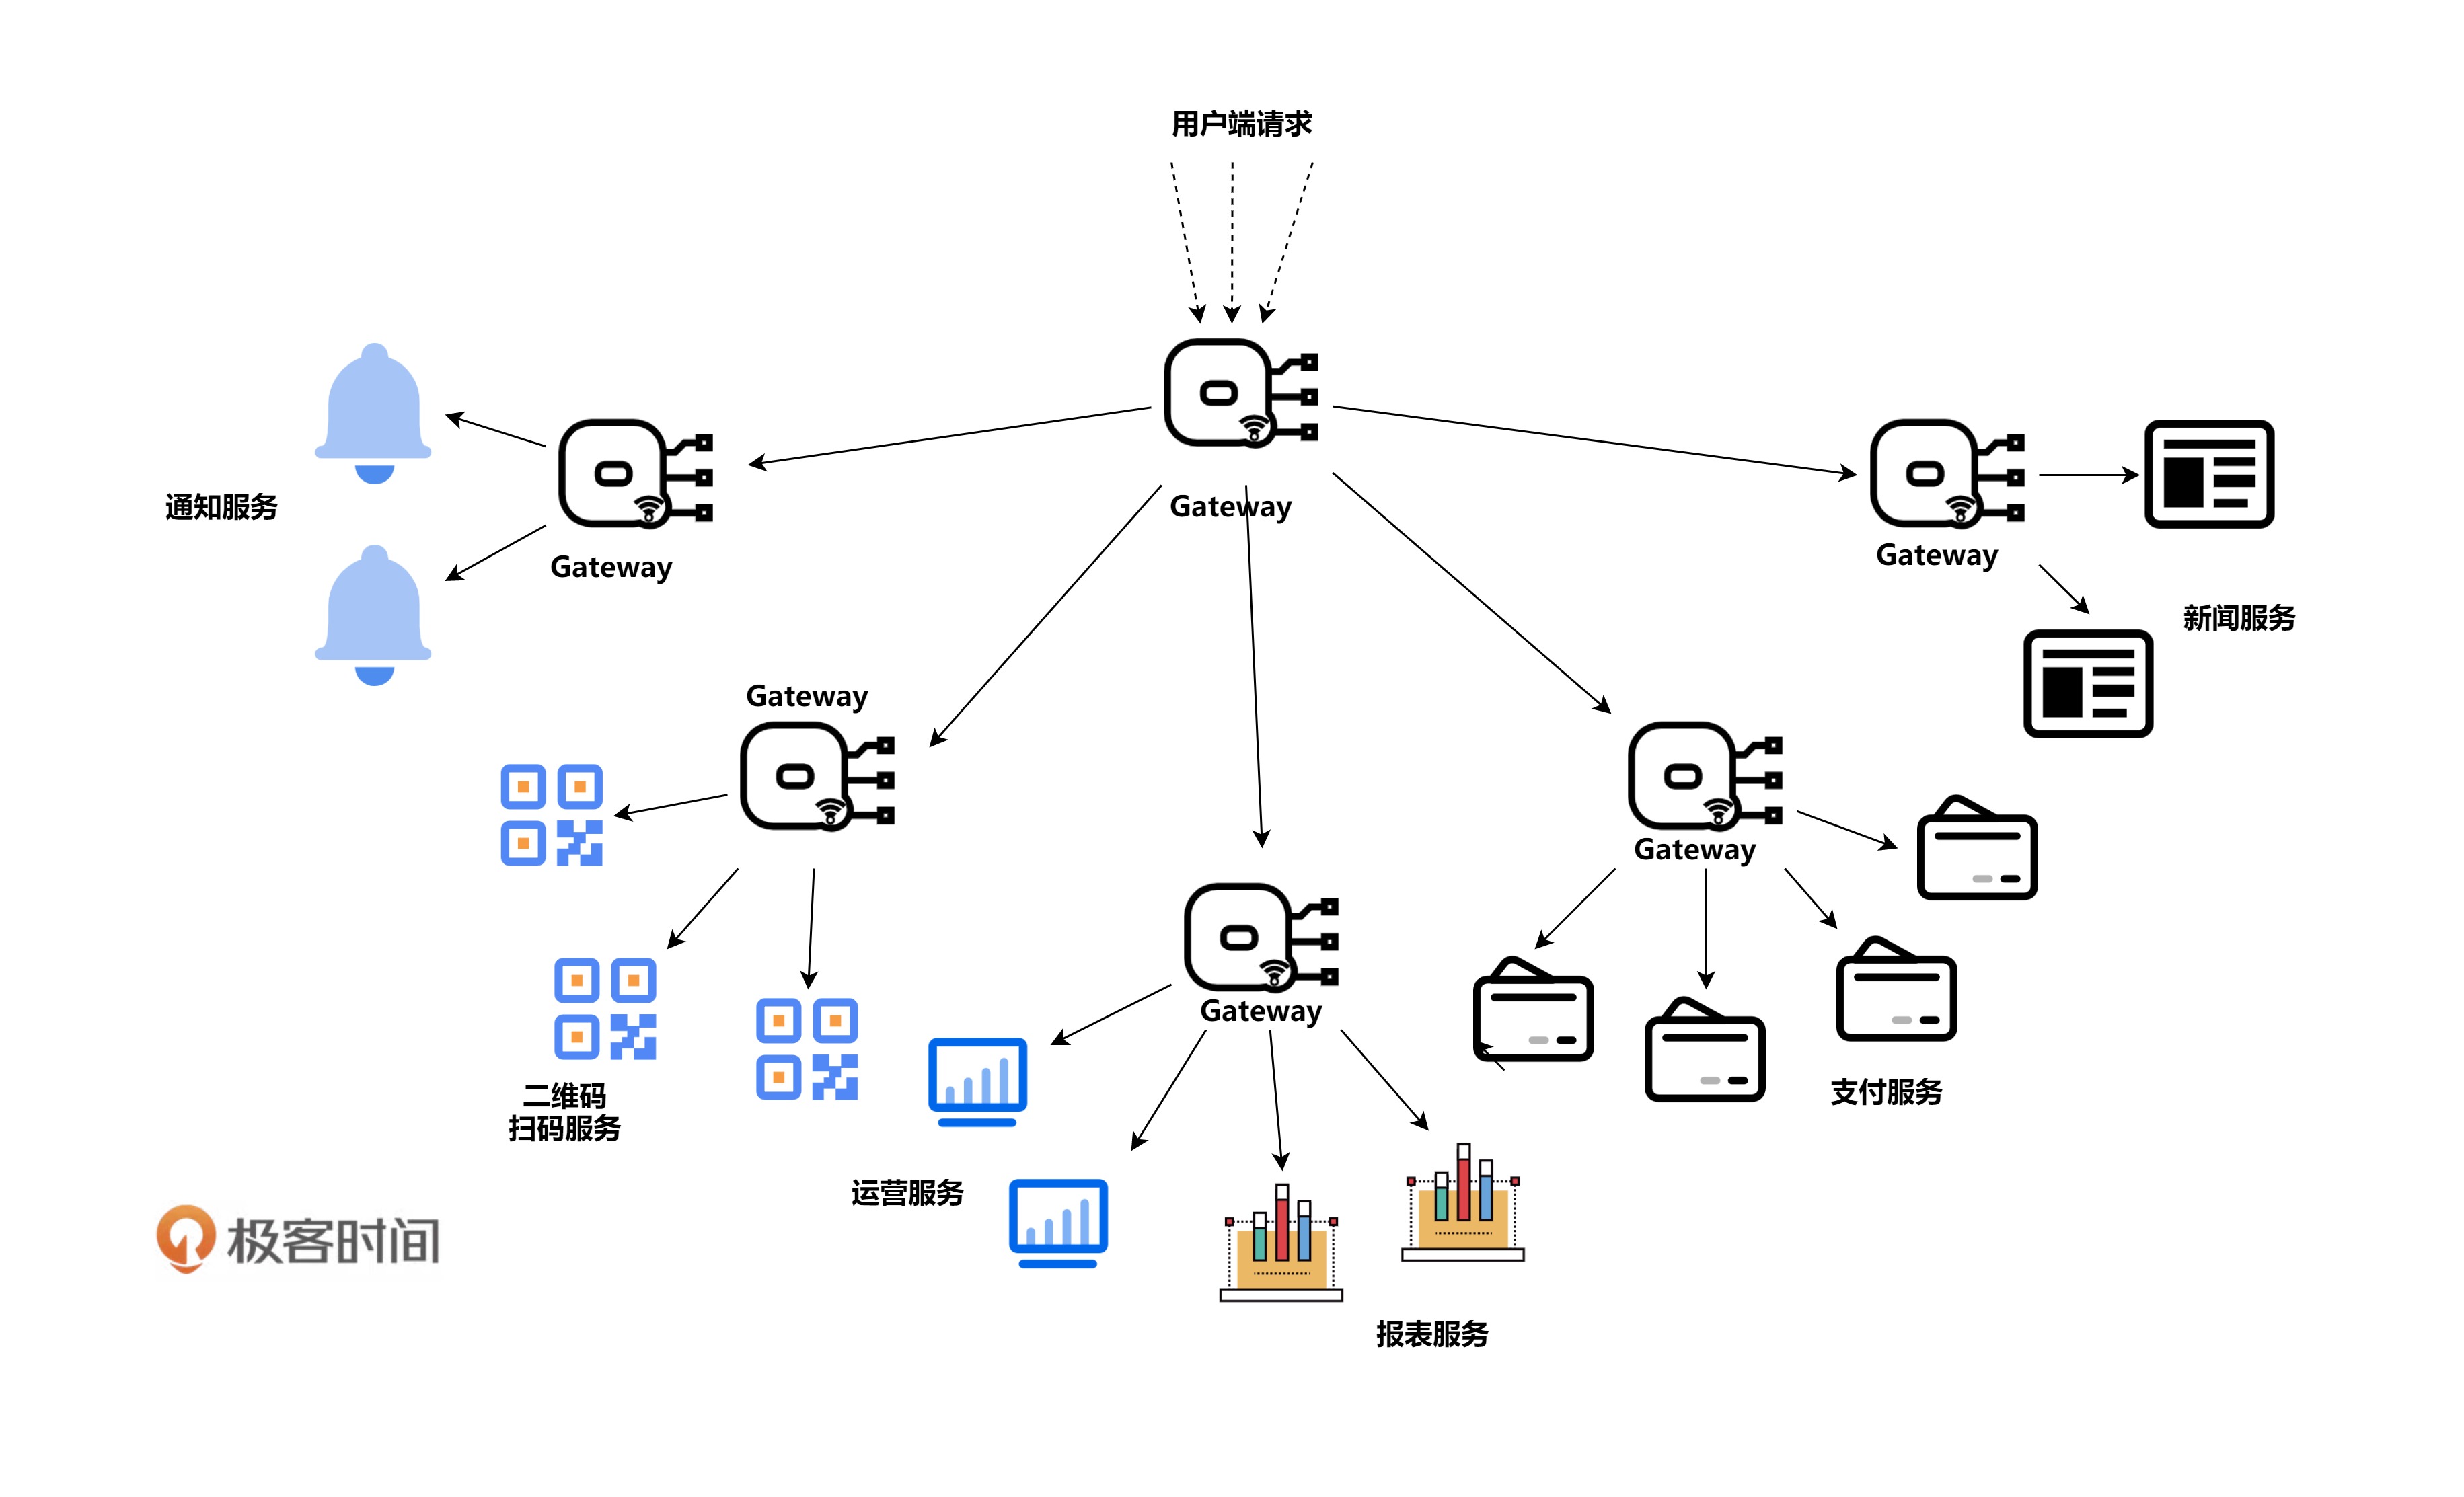 用户端请求
Gateway
通知服务
Gateway
Gateway
新闻服务
Gateway
二维码
扫码服务
Gateway
运营服务
报表服务
Gateway
支付服务
极客时间